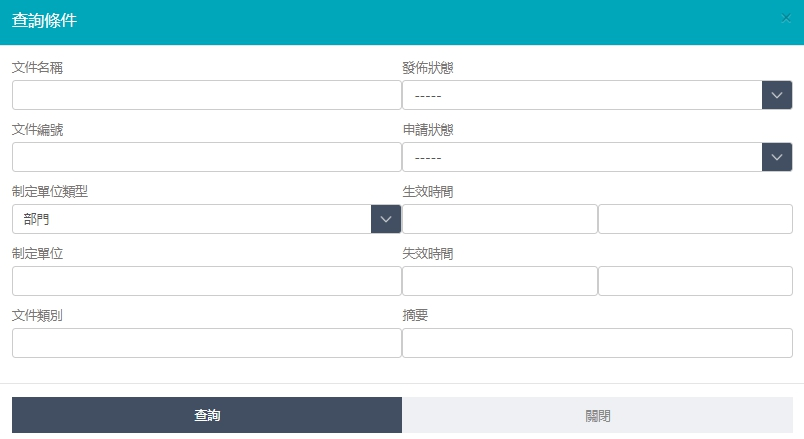 查詢條件
×
文件名稱
發佈狀態
-----
文件編號
申請狀態
-----
制定單位類型
部門
生效時間
制定單位
失效時間
文件類別
摘要
查詢
關閉